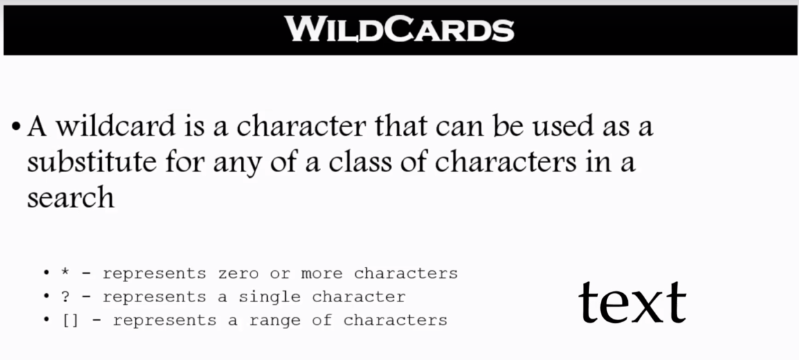 WILDCARDS
• A wildcard is a character that can be used as a
substitute for any of a class of characters in a
search
• * – represents zero or more characters
• ? – represents a single character
• [] – represents a range of characters
text